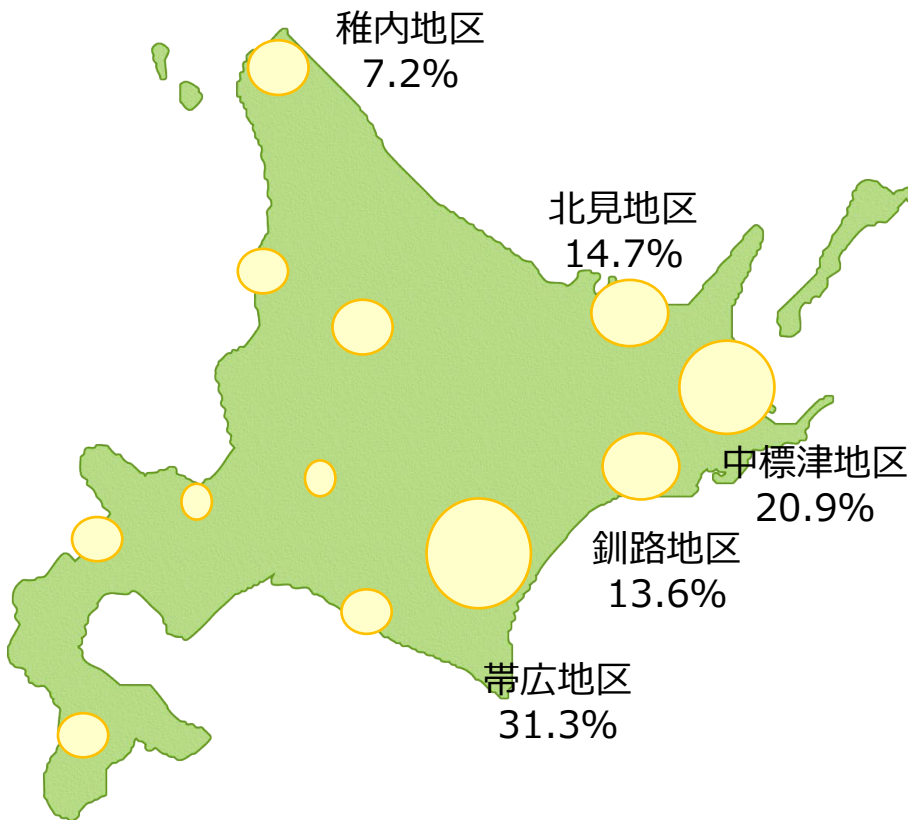 稚内地区
7.2%
北見地区
14.7%
中標津地区
20.9%
釧路地区
13.6%
帯広地区
31.3%